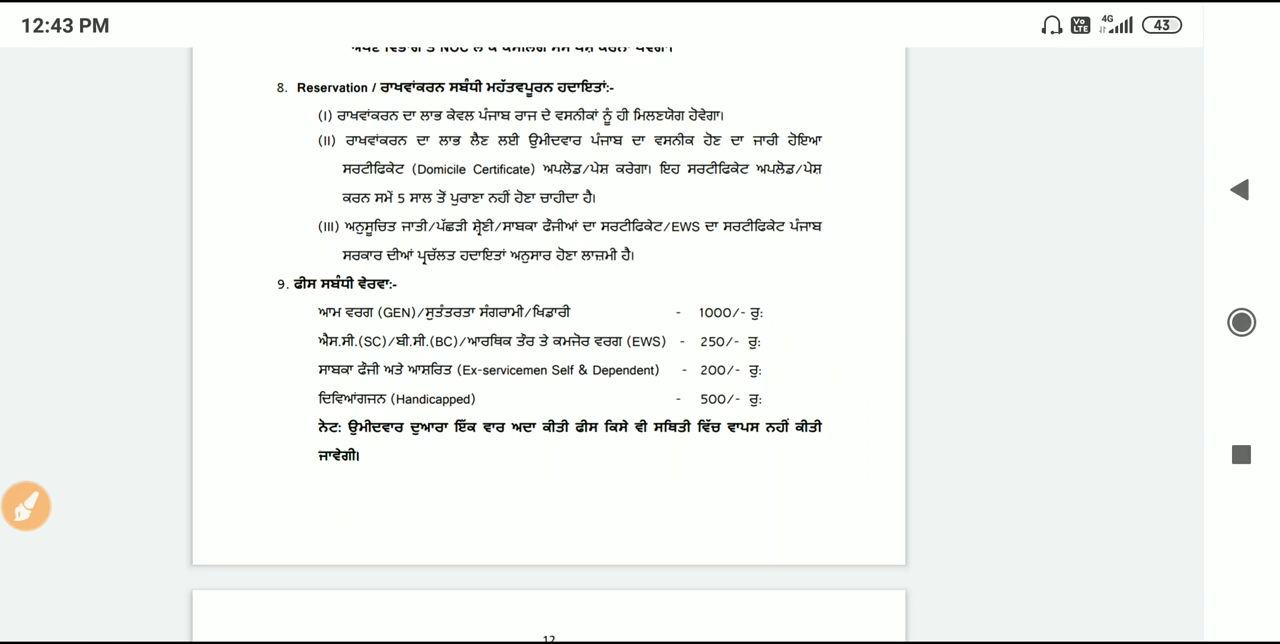 12:43 PM
Vo LTE 4G 43
8. Reservation / ਰਾਖਵਾਂਕਰਨ ਸਬੰਧੀ ਮਹੱਤਵਪੂਰਨ ਹਦਾਇਤਾਂ:-
(I) ਰਾਖਵਾਂਕਰਨ ਦਾ ਲਾਭ ਕੇਵਲ ਪੰਜਾਬ ਰਾਜ ਦੇ ਵਸਨੀਕਾਂ ਨੂੰ ਹੀ ਮਿਲਣਯੋਗ ਹੋਵੇਗਾ।
(II) ਰਾਖਵਾਂਕਰਨ ਦਾ ਲਾਭ ਲੈਣ ਲਈ ਉਮੀਦਵਾਰ ਪੰਜਾਬ ਦਾ ਵਸਨੀਕ ਹੋਣ ਦਾ ਜਾਰੀ ਹੋਇਆ
ਸਰਟੀਫਿਕੇਟ (Domicile Certificate) ਅਪਲੋਡ/ਪੇਸ਼ ਕਰੇਗਾ। ਇਹ ਸਰਟੀਫਿਕੇਟ ਅਪਲੋਡ/ਪੇਸ਼
ਕਰਨ ਸਮੇਂ 5 ਸਾਲ ਤੋਂ ਪੁਰਾਣਾ ਨਹੀਂ ਹੋਣਾ ਚਾਹੀਦਾ ਹੈ।
(III) ਅਨੁਸੂਚਿਤ ਜਾਤੀ/ਪੱਛੜੀ ਸ਼੍ਰੇਣੀ/ਸਾਬਕਾ ਫੌਜੀਆਂ ਦਾ ਸਰਟੀਫਿਕੇਟ/EWS ਦਾ ਸਰਟੀਫਿਕੇਟ ਪੰਜਾਬ
ਸਰਕਾਰ ਦੀਆਂ ਪ੍ਰਚੱਲਤ ਹਦਾਇਤਾਂ ਅਨੁਸਾਰ ਹੋਣਾ ਲਾਜ਼ਮੀ ਹੈ।
9. ਫੀਸ ਸਬੰਧੀ ਵੇਰਵਾ:-
ਆਮ ਵਰਗ (GEN)/ਸੁਤੰਤਰਤਾ ਸੰਗਰਾਮੀ/ਖਿਡਾਰੀ - 1000/- ਰੁ:
ਐਸ.ਸੀ.(SC)/ਬੀ.ਸੀ.(BC)/ਆਰਥਿਕ ਤੌਰ ਤੇ ਕਮਜੋਰ ਵਰਗ (EWS) - 250/- ਰੁ:
ਸਾਬਕਾ ਫੌਜੀ ਅਤੇ ਆਸ਼ਰਿਤ (Ex-servicemen Self & Dependent) - 200/- ਰੁ:
ਦਿਵਿਆਂਗਜਨ (Handicapped) - 500/- ਰੁ:
ਨੋਟ: ਉਮੀਦਵਾਰ ਦੁਆਰਾ ਇੱਕ ਵਾਰ ਅਦਾ ਕੀਤੀ ਫੀਸ ਕਿਸੇ ਵੀ ਸਥਿਤੀ ਵਿੱਚ ਵਾਪਸ ਨਹੀਂ ਕੀਤੀ
ਜਾਵੇਗੀ।
12